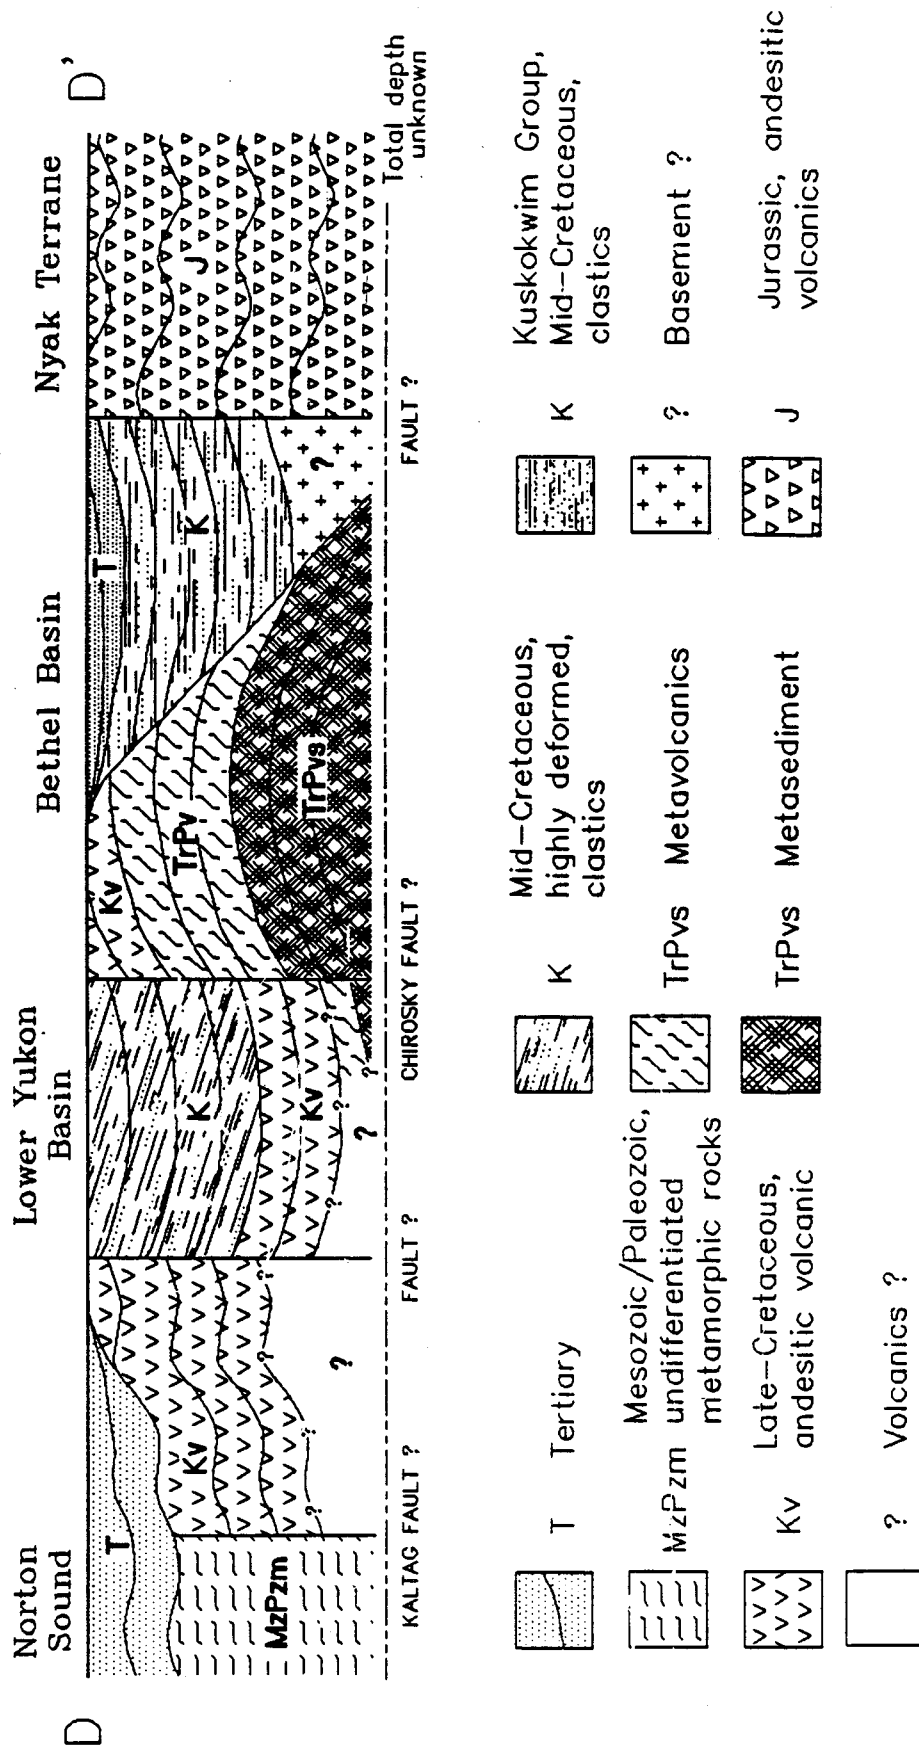 D
Norton
Sound
Lower Yukon
Basin
Bethel Basin
Nyak Terrane
D'
T
MzPzm
Kv
?
?
?
?
?
K
Kv
?
?
?
?
?
?
Kv
TrPv
TrPvs
T
K
?
J
Total depth
unknown
KALTAG FAULT ?
FAULT ?
CHIROSKY FAULT ?
FAULT ?
T Tertiary
MzPzm Mesozoic/Paleozoic,
undifferentiated
metamorphic rocks
Kv Late-Cretaceous,
andesitic volcanic
? Volcanics ?
K Mid-Cretaceous,
highly deformed,
clastics
TrPvs Metavolcanics
TrPvs Metasediment
K Kuskokwim Group,
Mid-Cretaceous,
clastics
? Basement ?
J Jurassic, andesitic
volcanics